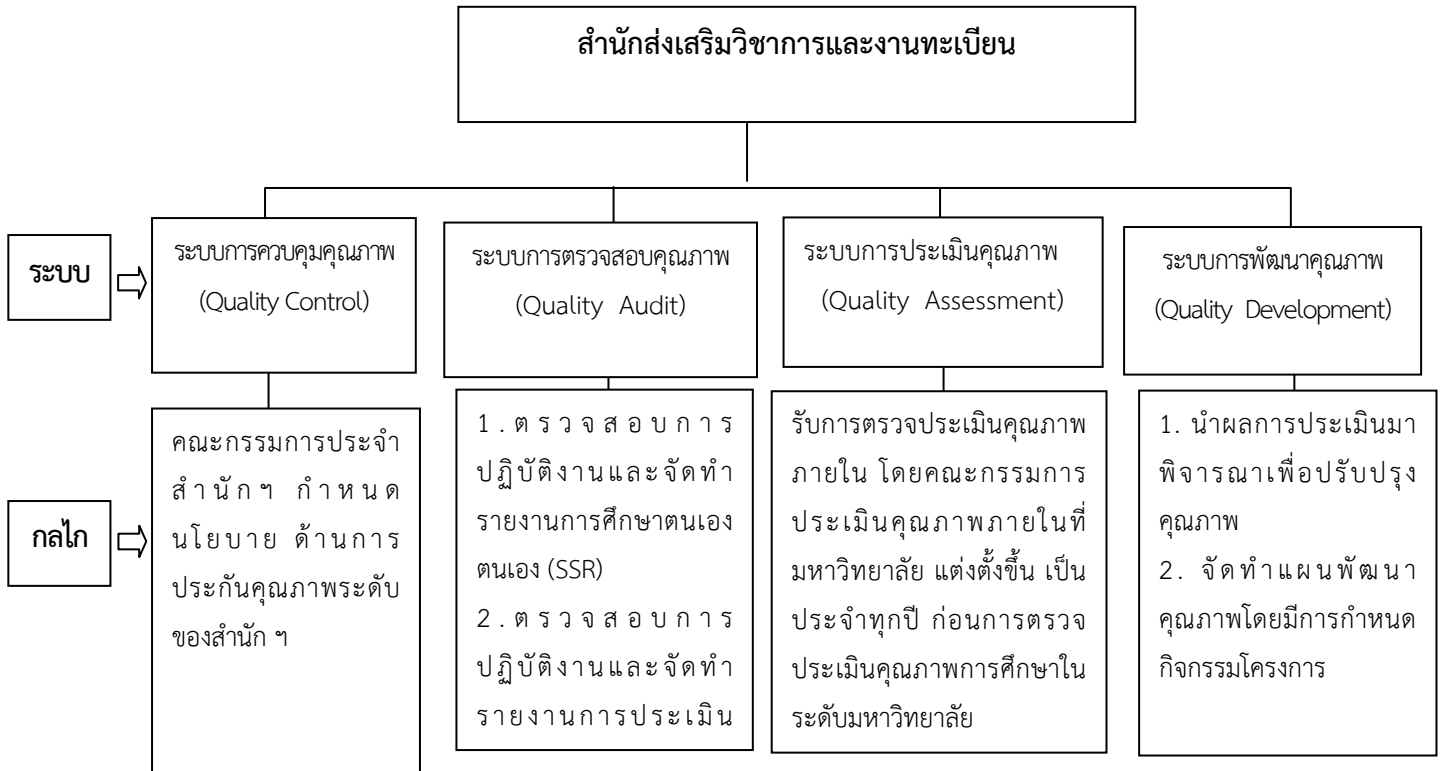 สำนักส่งเสริมวิชาการและงานทะเบียน
ระบบ
ระบบการควบคุมคุณภาพ
(Quality Control)
ระบบการตรวจสอบคุณภาพ
(Quality Audit)
ระบบการประเมินคุณภาพ
(Quality Assessment)
ระบบการพัฒนาคุณภาพ
(Quality Development)
กลไก
คณะกรรมการประจำ
สำนักฯ กำหนด
นโยบาย ด้านการ
ประกันคุณภาพระดับ
ของสำนัก ฯ
1.ตรวจสอบการ
ปฏิบัติงานและจัดทำ
รายงานการศึกษาตนเอง
ตนเอง (SSR)
2.ตรวจสอบการ
ปฏิบัติงานและจัดทำ
รายงานการประเมิน
รับการตรวจประเมินคุณภาพ
ภายใน โดยคณะกรรมการ
ประเมินคุณภาพภายในที่
มหาวิทยาลัย แต่งตั้งขึ้น เป็น
ประจำทุกปี ก่อนการตรวจ
ประเมินคุณภาพการศึกษาใน
ระดับมหาวิทยาลัย
1. นำผลการประเมินมา
พิจารณาเพื่อปรับปรุง
คุณภาพ
2. จัดทำแผนพัฒนา
คุณภาพโดยมีการกำหนด
กิจกรรมโครงการ